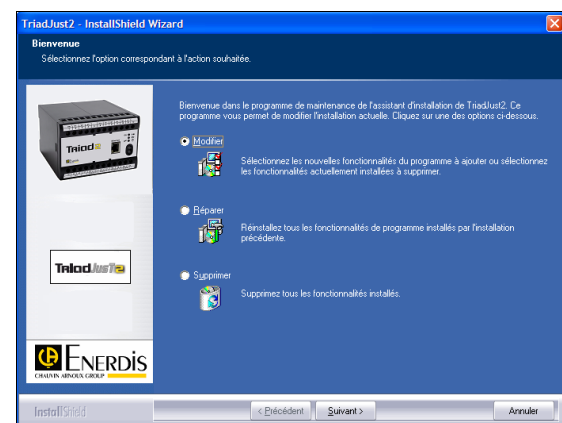 TriadJust2 - InstallShield Wizard
Bienvenue
Sélectionnez l'option correspondant à l'action souhaitée.
Bienvenue dans le programme de maintenance de l'assistant d'installation de TriadJust2. Ce
programme vous permet de modifier l'installation actuelle. Cliquez sur une des options ci-dessous.
Triad 2
Modifier
Sélectionnez les nouvelles fonctionnalités du programme à ajouter ou sélectionnez
les fonctionnalités actuellement installées à supprimer.
Réparer
Réinstallez tous les fonctionnalités de programme installés par l'installation
précédente.
TriadJust2
Supprimer
Supprimez tous les fonctionnalités installés.
ENERDIS
CHAUVIN ARNOUX GROUP
InstallShield
< Précédent
Suivant >
Annuler